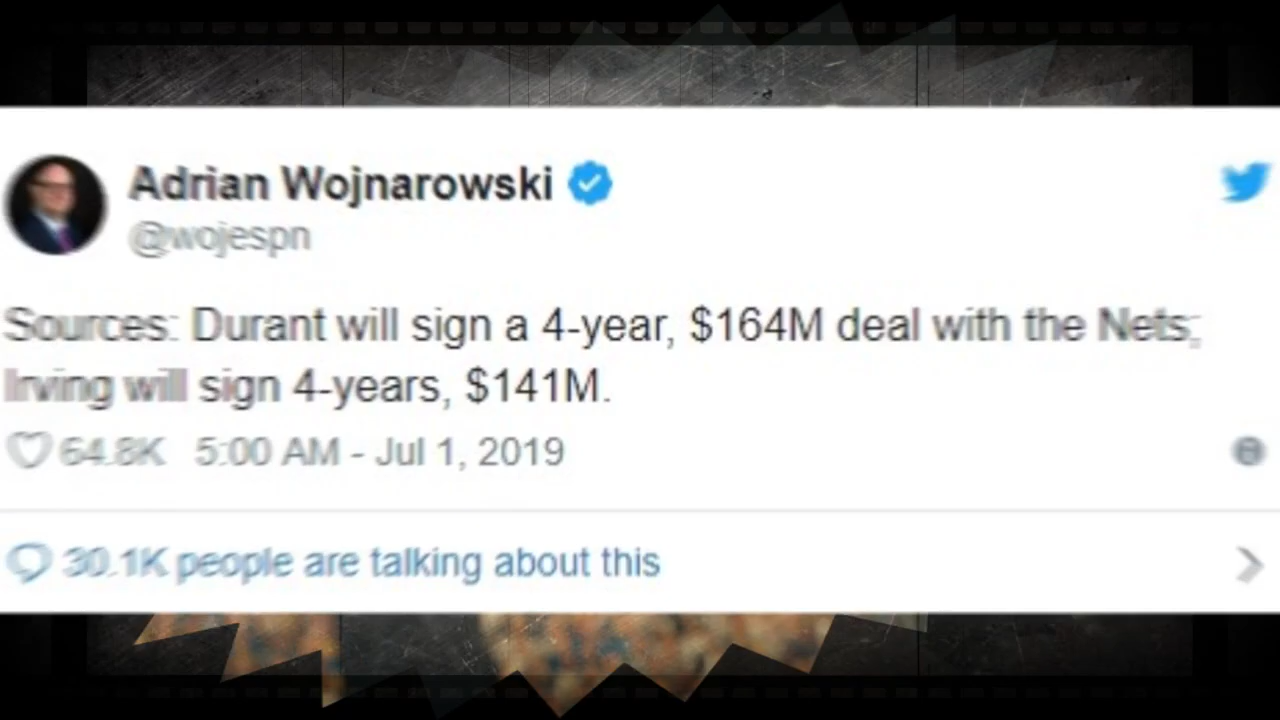 Adrian Wojnarowski
@wojespn
Sources: Durant will sign a 4-year, $164M deal with the Nets;
Irving will sign 4-years, $141M.
64.8K 5:00 AM - Jul 1, 2019
30.1K people are talking about this